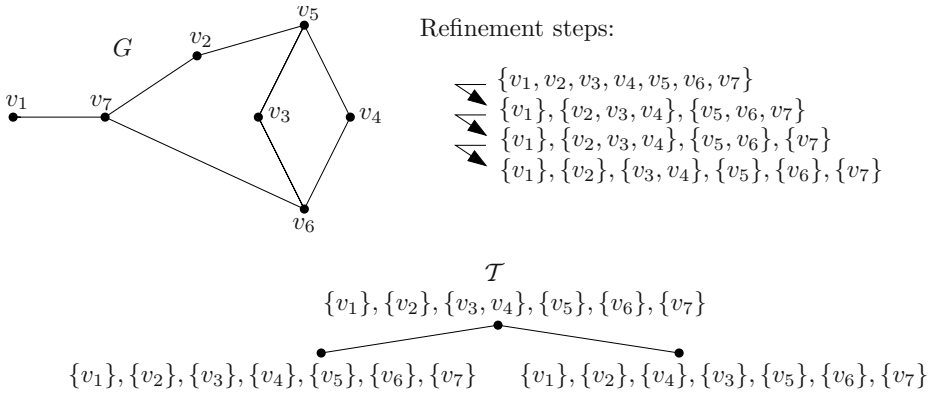 v₅
v₂
G
v₁
v₇
v₃
v₄
v₆
Refinement steps:
{v₁, v₂, v₃, v₄, v₅, v₆, v₇}
{v₁}, {v₂, v₃, v₄}, {v₅, v₆, v₇}
{v₁}, {v₂, v₃, v₄}, {v₅, v₆}, {v₇}
{v₁}, {v₂}, {v₃, v₄}, {v₅}, {v₆}, {v₇}
𝒯
{v₁}, {v₂}, {v₃, v₄}, {v₅}, {v₆}, {v₇}
{v₁}, {v₂}, {v₃}, {v₄}, {v₅}, {v₆}, {v₇}
{v₁}, {v₂}, {v₄}, {v₃}, {v₅}, {v₆}, {v₇}